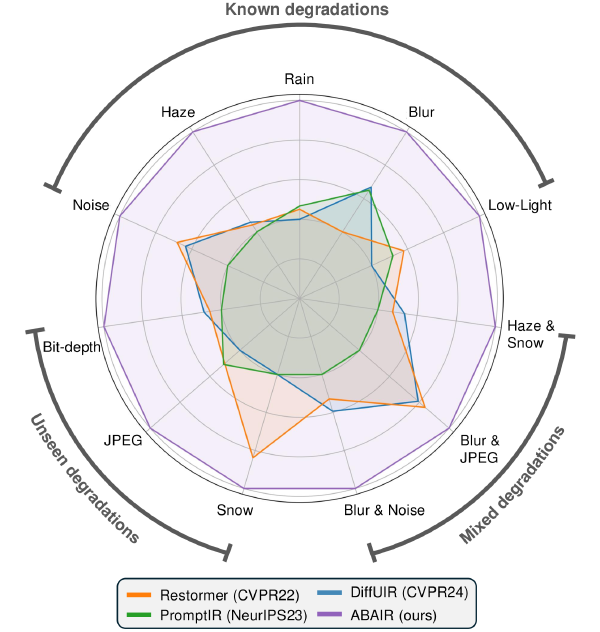 Known degradations
Rain
Haze
Blur
Noise
Low-Light
Bit-depth
Haze &
Snow
JPEG
Blur &
JPEG
Snow
Blur & Noise
Unseen degradations
Mixed degradations
Restormer (CVPR22)
DiffUIR (CVPR24)
PromptIR (NeurIPS23)
ABAIR (ours)